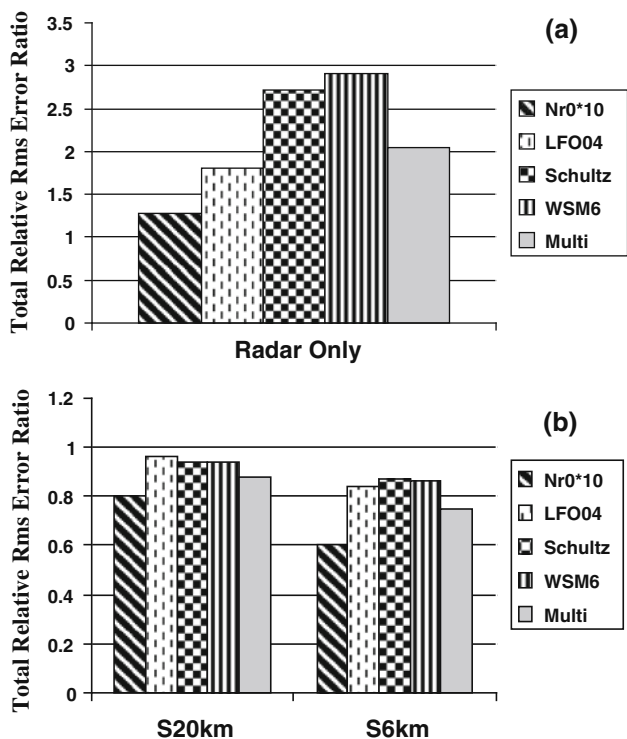 (a)
Total Relative Rms Error Ratio
3.5
3
2.5
2
1.5
1
0.5
0
Radar Only
Nr0*10
LFO04
Schultz
WSM6
Multi
(b)
Total Relative Rms Error Ratio
1.2
1
0.8
0.6
0.4
0.2
0
S20km
S6km
Nr0*10
LFO04
Schultz
WSM6
Multi